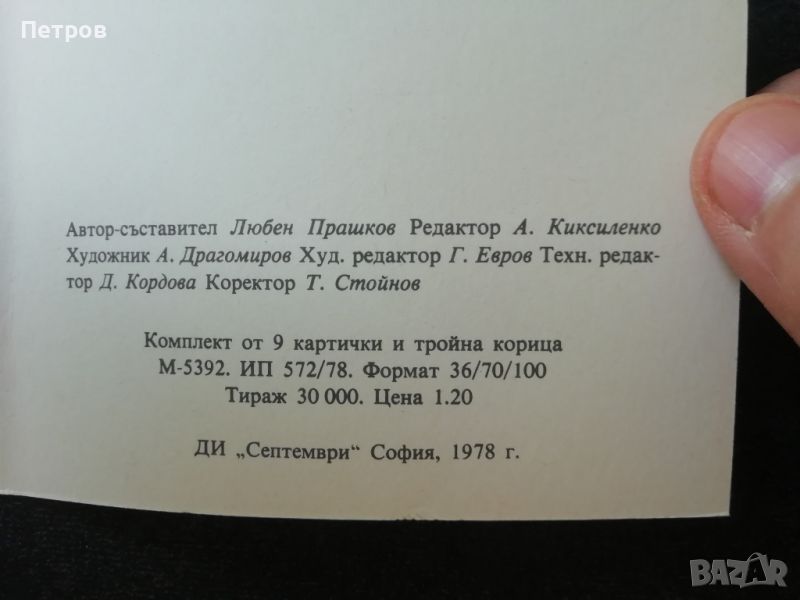 Петров
Автор-съставител Любен Прашков Редактор А. Киксиленко
Художник А. Драгомиров Худ. редактор Г. Евров Техн. редак-
тор Д. Кордова Коректор Т. Стойнов
Комплект от 9 картички и тройна корица
М-5392. ИП 572/78. Формат 36/70/100
Тираж 30 000. Цена 1.20
ДИ „Септември“ София, 1978 г.
BAZAR